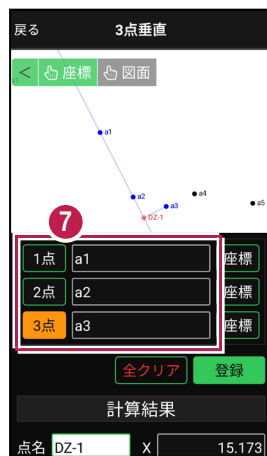 戻る 3点垂直
< 座標 図面
a1
a2 a4
a3 a5
DZ-1
7
1点 a1 座標
2点 a2 座標
3点 a3 座標
全クリア 登録
計算結果
点名 DZ-1 X 15.173